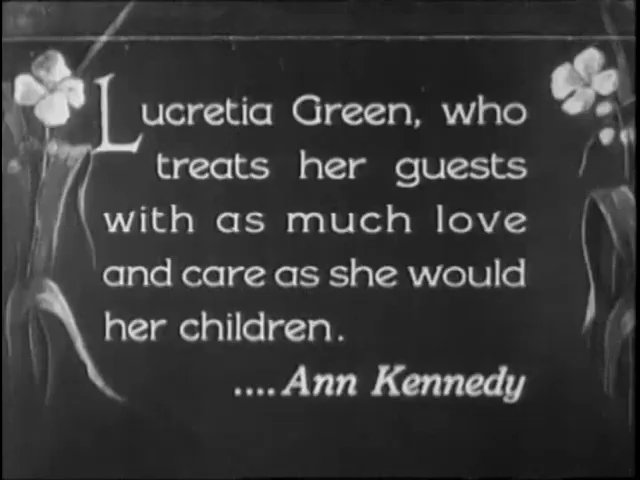 Lucretia Green, who
treats her guests
with as much love
and care as she would
her children.
....Ann Kennedy